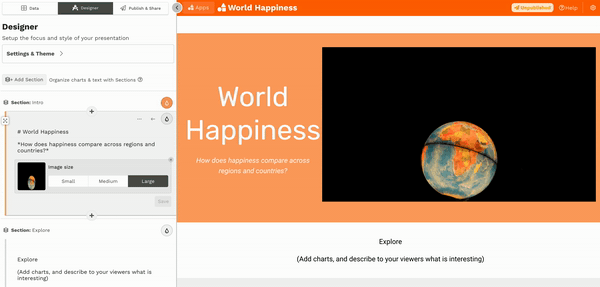 Data
Designer
Publish & Share
Apps
World Happiness
Unpublished
Help
Designer
Setup the focus and style of your presentation
Settings & Theme
+ Add Section
Organize charts & text with Sections
Section: Intro
# World Happiness
*How does happiness compare across regions and
countries?*
Image size
Small
Medium
Large
Save
Section: Explore
Explore
(Add charts, and describe to your viewers what is
interesting)
World
Happiness
How does happiness compare across
regions and countries?
Explore
(Add charts, and describe to your viewers what is interesting)